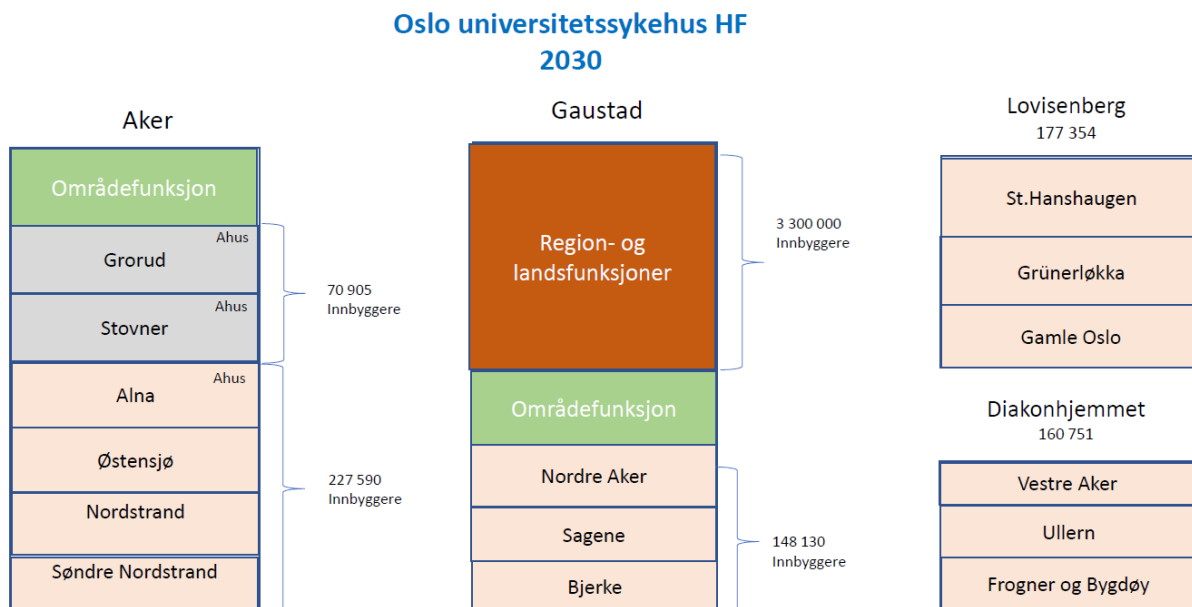 Oslo universitetssykehus HF
2030
Aker
Områdefunksjon
Ahus
Grorud
Ahus
Stovner
70 905
Innbyggere
Ahus
Alna
Østensjø
Nordstrand
Søndre Nordstrand
227 590
Innbyggere
Gaustad
Region- og
landsfunksjoner
3 300 000
Innbyggere
Områdefunksjon
Nordre Aker
Sagene
Bjerke
148 130
Innbyggere
Lovisenberg
177 354
St.Hanshaugen
Grünerløkka
Gamle Oslo
Diakonhjemmet
160 751
Vestre Aker
Ullern
Frogner og Bygdøy